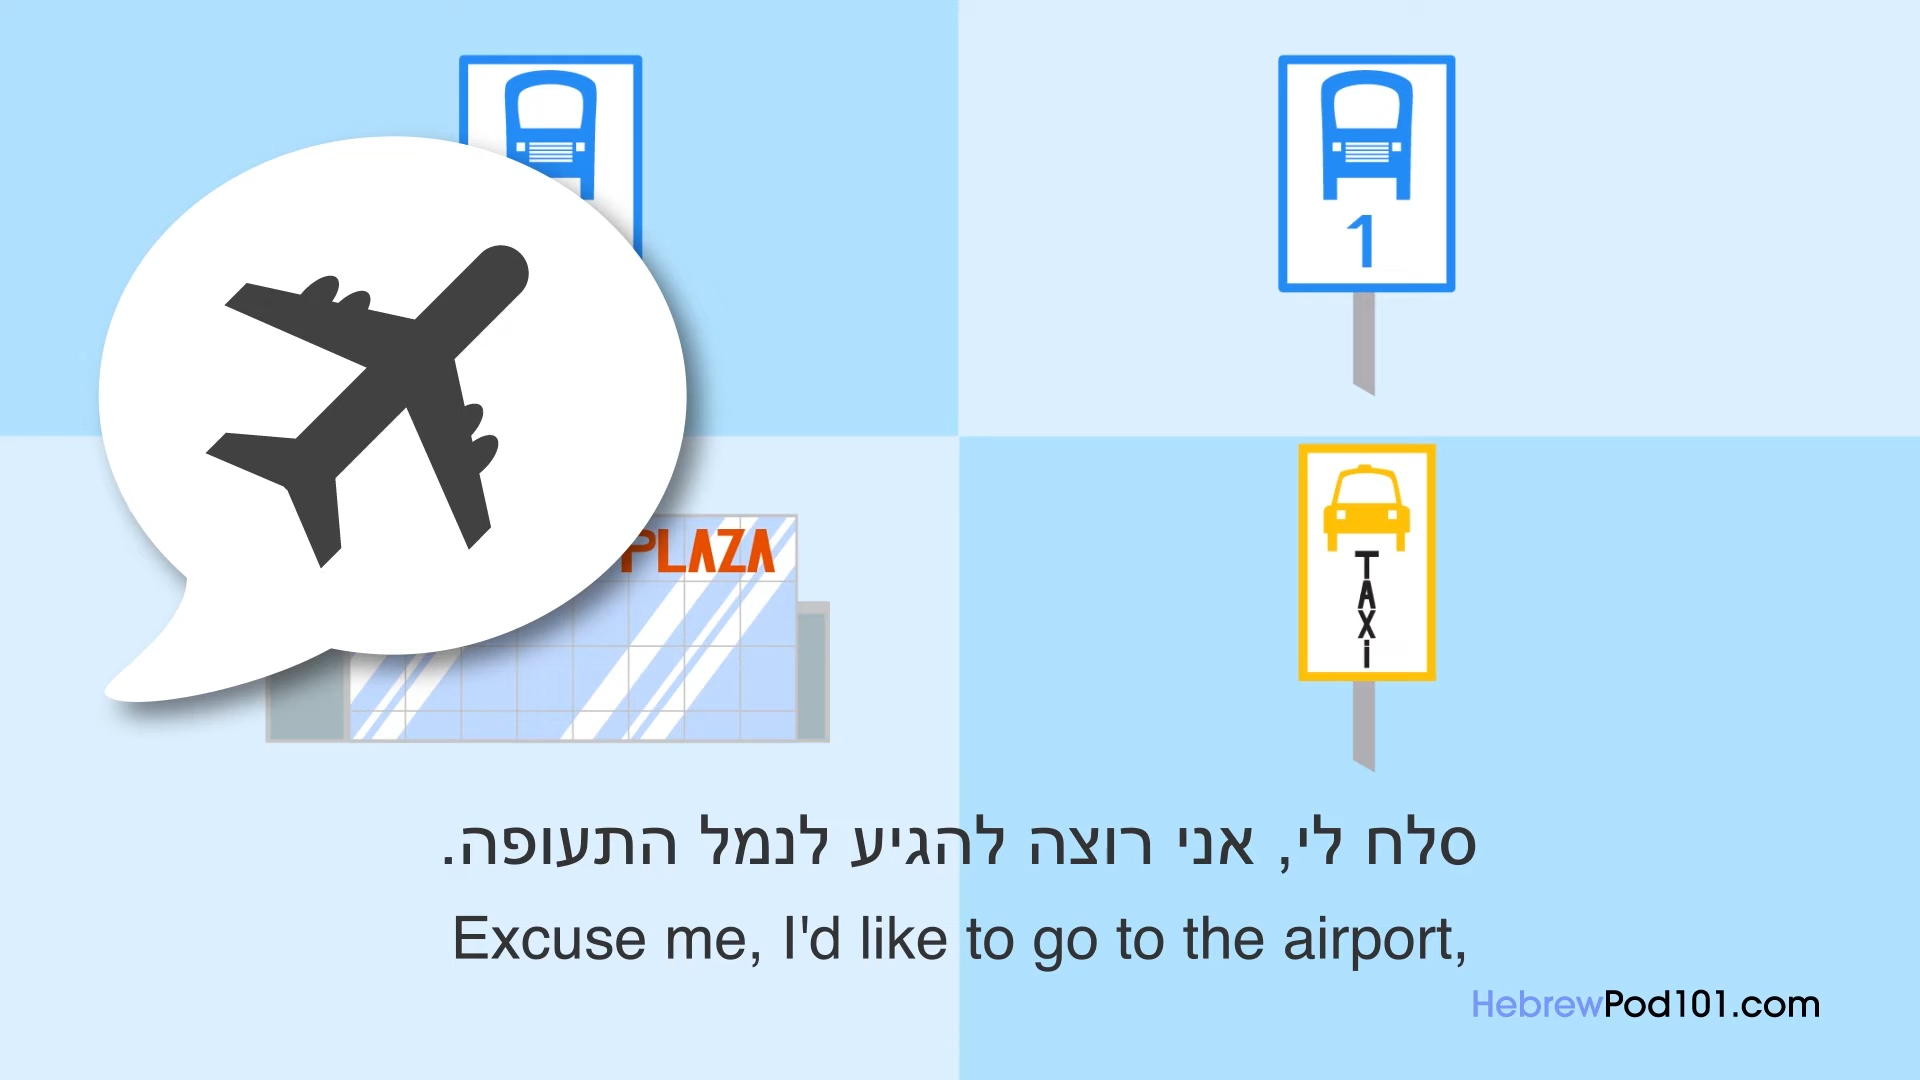 1
PLAZA
TAXi
סלח לי, אני רוצה להגיע לנמל התעופה.
Excuse me, I'd like to go to the airport,
HebrewPod101.com